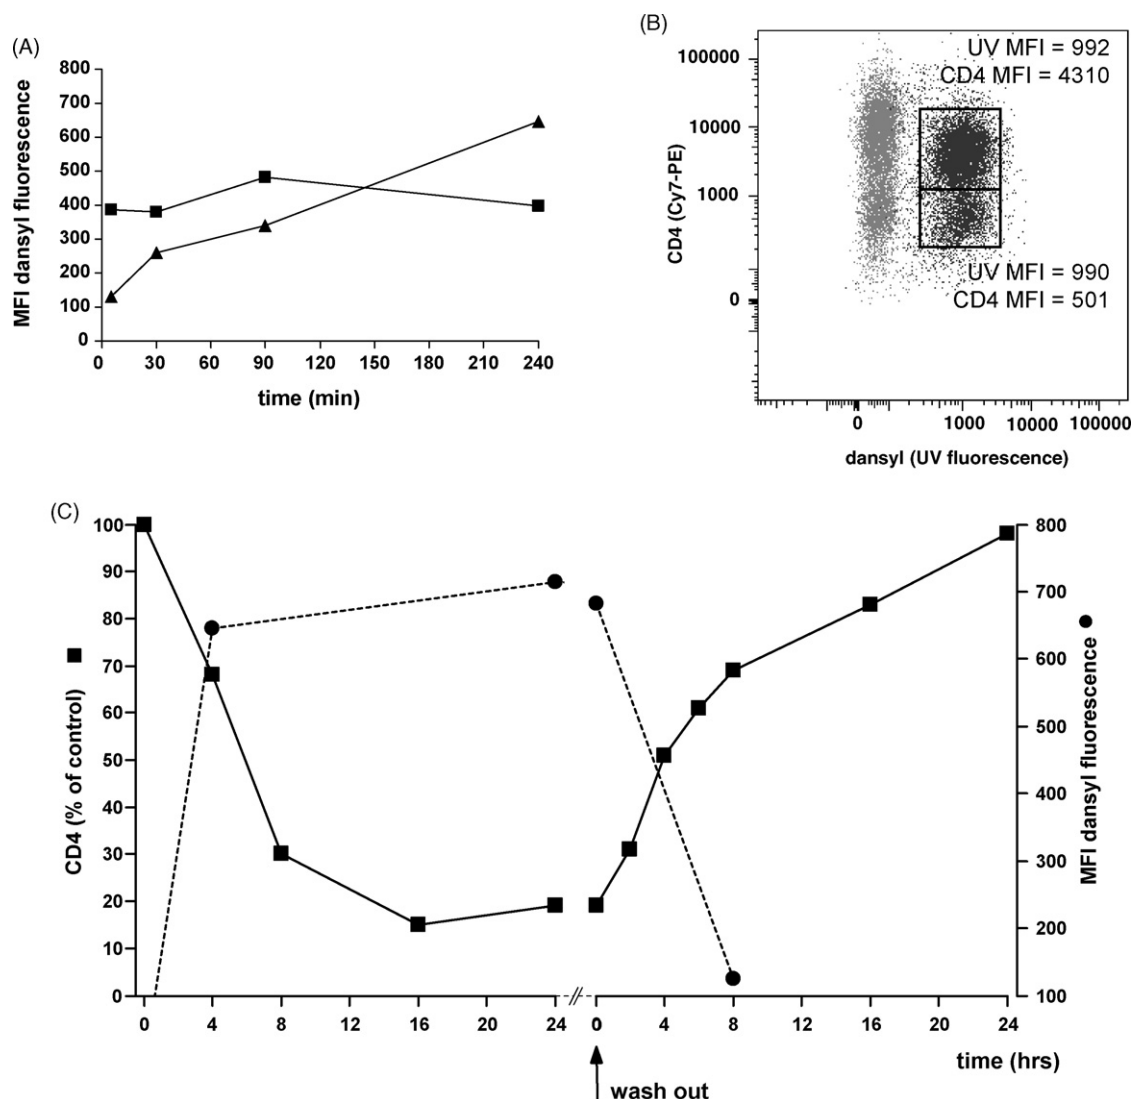 (A)
MFI dansyl fluorescence
800
700
600
500
400
300
200
100
0
0 30 60 90 120 150 180 210 240
time (min)
(B)
CD4 (Cy7-PE)
100000
10000
1000
0
UV MFI = 992
CD4 MFI = 4310
UV MFI = 990
CD4 MFI = 501
0 1000 10000 100000
dansyl (UV fluorescence)
(C)
CD4 (% of control)
100
90
80
70
60
50
40
30
20
10
0
0 4 8 12 16 20 24 0 4 8 12 16 20 24
800
700
600
500
400
300
200
100
MFI dansyl fluorescence
time (hrs)
wash out